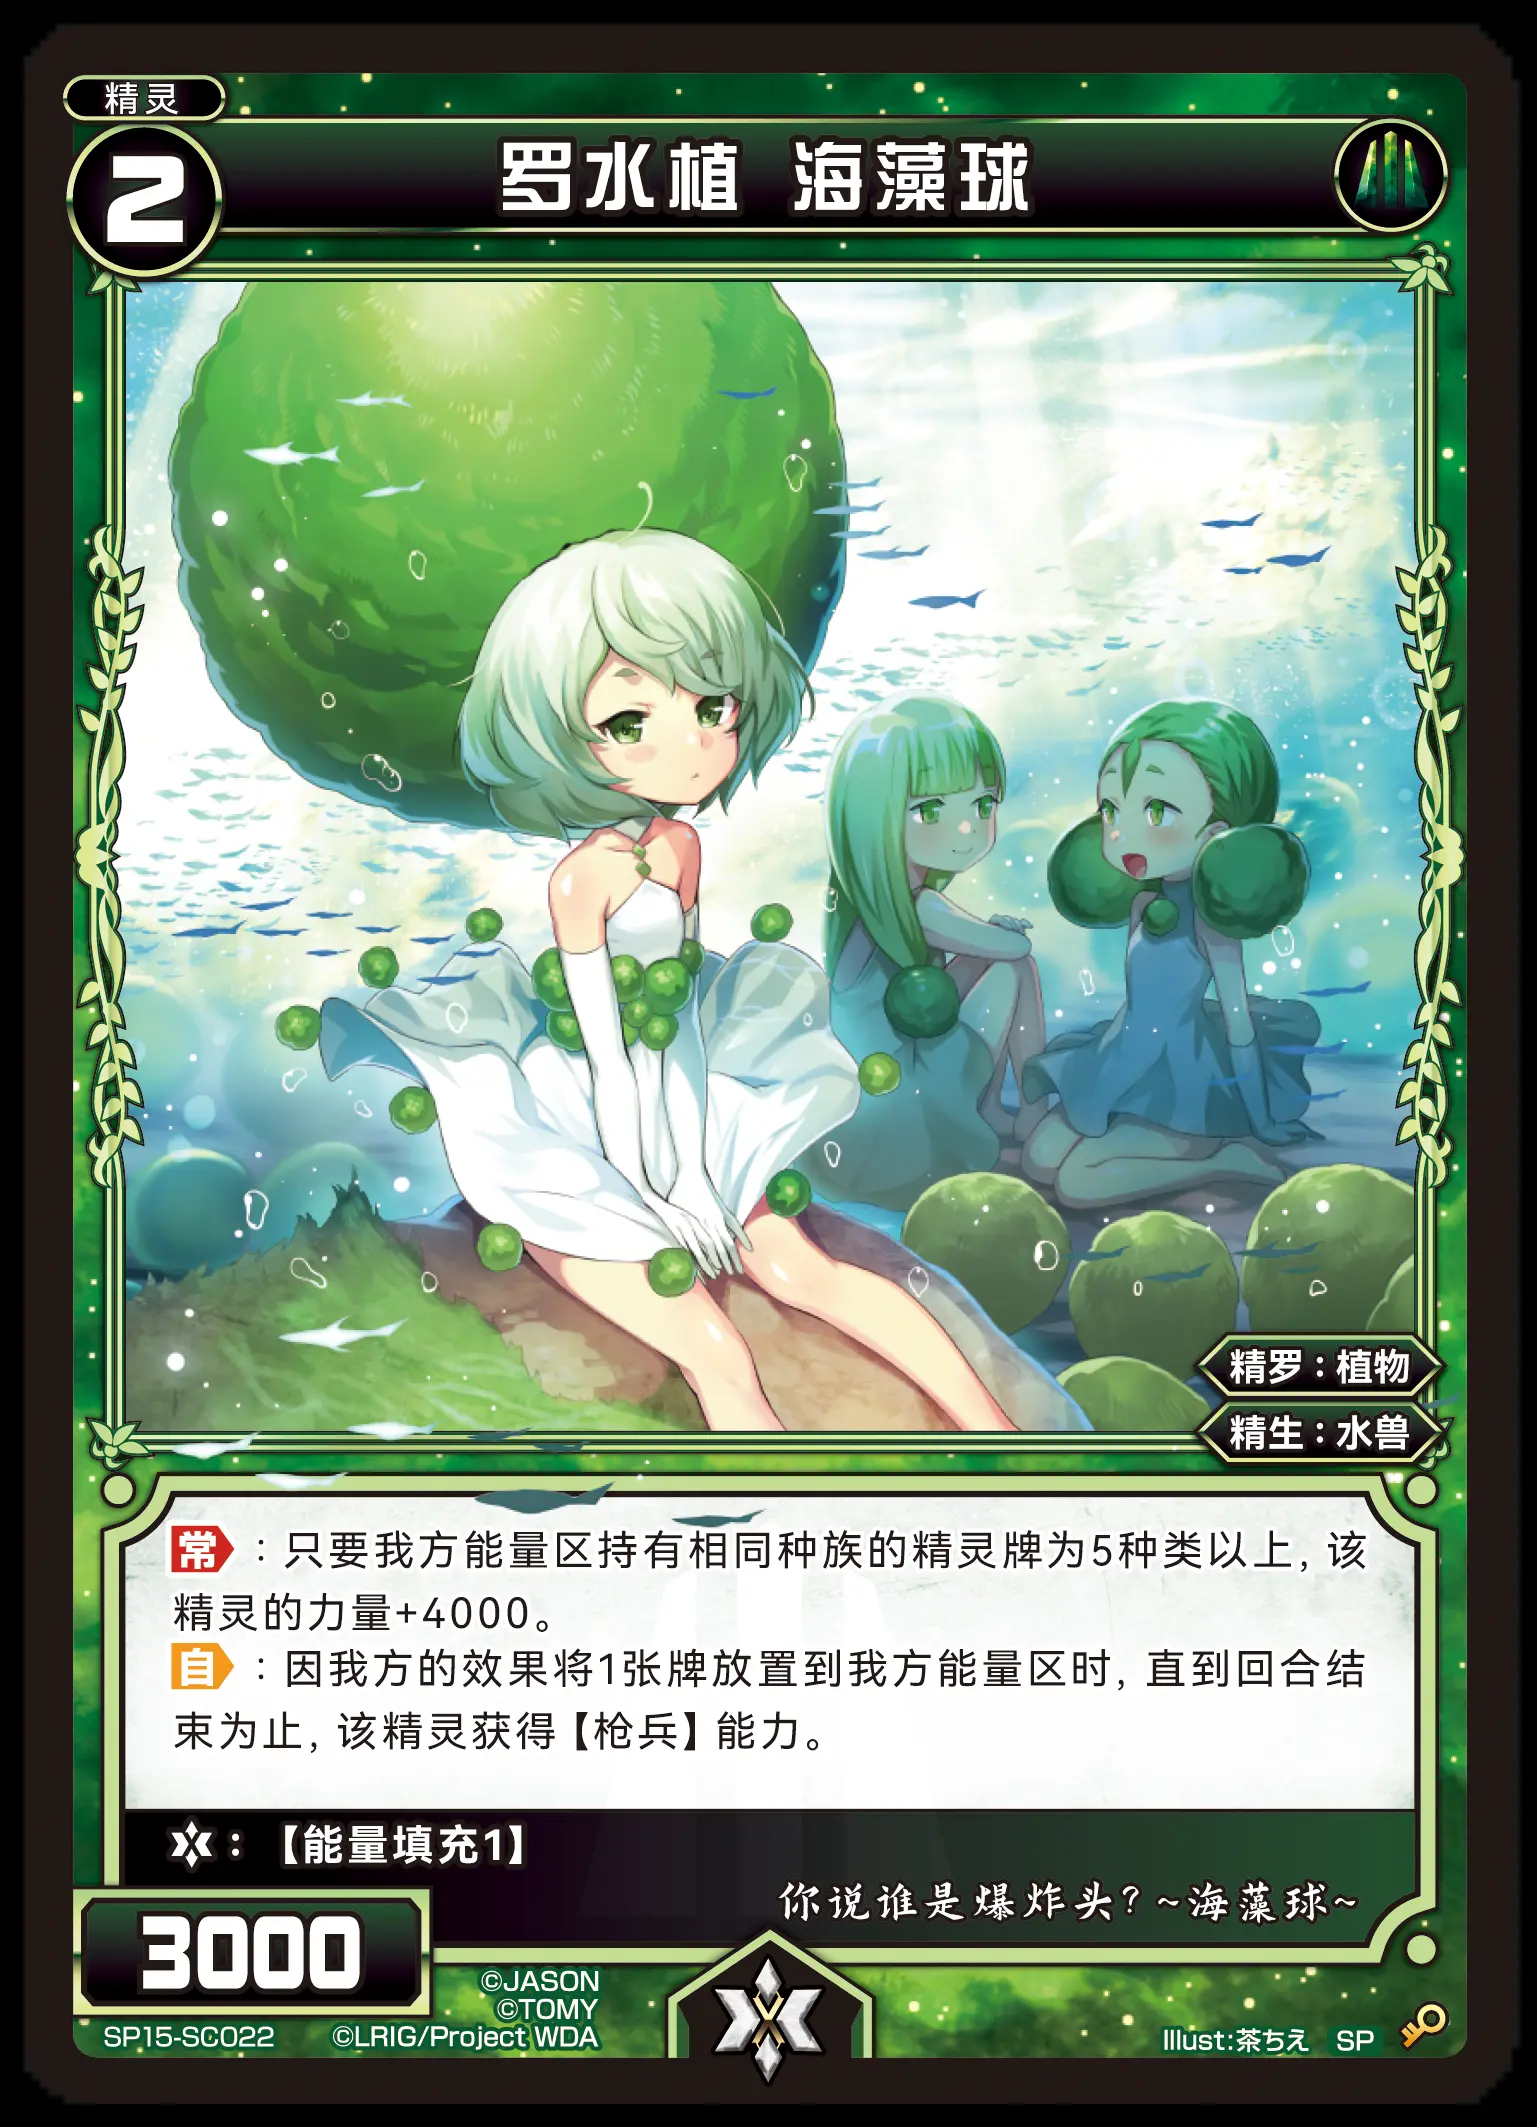 精灵
2
罗水植 海藻球
精罗：植物
精生：水兽
常：只要我方能量区持有相同种族的精灵牌为5种类以上，该
精灵的力量+4000。
自：因我方的效果将1张牌放置到我方能量区时，直到回合结
束为止，该精灵获得【枪兵】能力。
：【能量填充1】
你说谁是爆炸头？~海藻球~
3000
©JASON
©TOMY
SP15-SC022 ©LRIG/Project WDA
Illust:茶ちえ SP